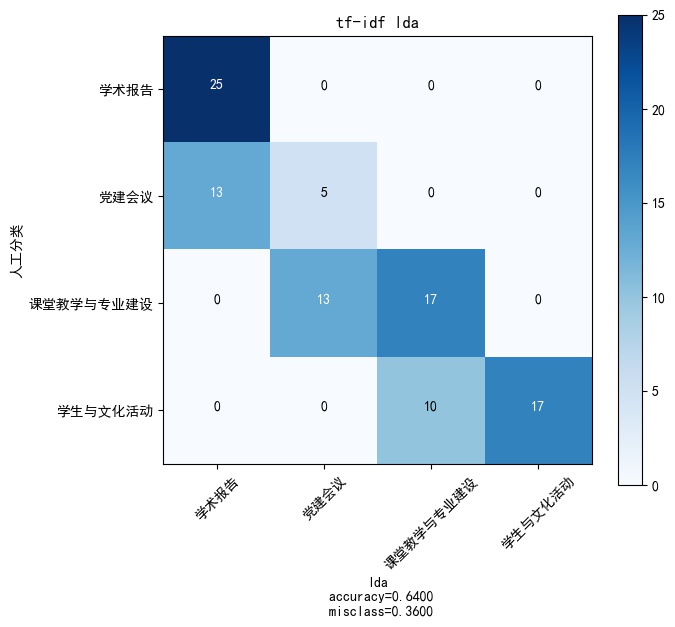 tf-idf lda
学术报告 25 0 0 0
党建会议 13 5 0 0
课堂教学与专业建设 0 13 17 0
学生与文化活动 0 0 10 17
人工分类
25
20
15
10
5
0
学术报告
党建会议
课堂教学与专业建设
学生与文化活动
lda
accuracy=0.6400
misclass=0.3600